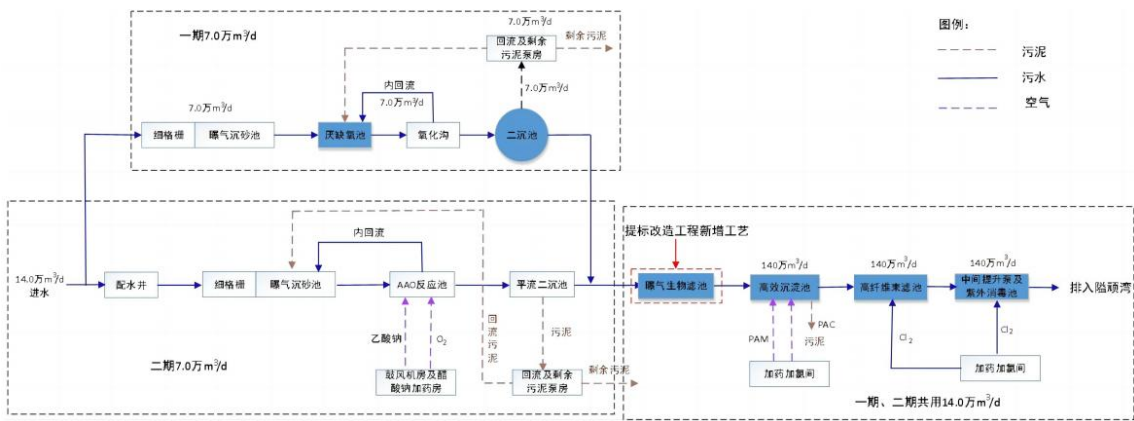 一期7.0万m³/d
7.0万m³/d
细格栅
曝气沉砂池
厌缺氧池
内回流
7.0万m³/d
氧化沟
二沉池
7.0万m³/d
回流及剩余
污泥泵房
7.0万m³/d
剩余污泥
图例:
污泥
污水
空气
14.0万m³/d
进水
配水井
细格栅
曝气沉砂池
内回流
AAO反应池
平流二沉池
乙酸钠
O₂
回流污泥
污泥
鼓风机房及醋
酸钠加药房
回流及剩余
污泥泵房
剩余污泥
二期7.0万m³/d
提标改造工程新增工艺
曝气生物滤池
140万m³/d
高效沉淀池
140万m³/d
高纤维束滤池
140万m³/d
中间提升泵及
紫外消毒池
排入隘顽湾
PAM
PAC
污泥
Cl₂
Cl₂
加药加氯间
加药加氯间
一期、二期共用14.0万m³/d